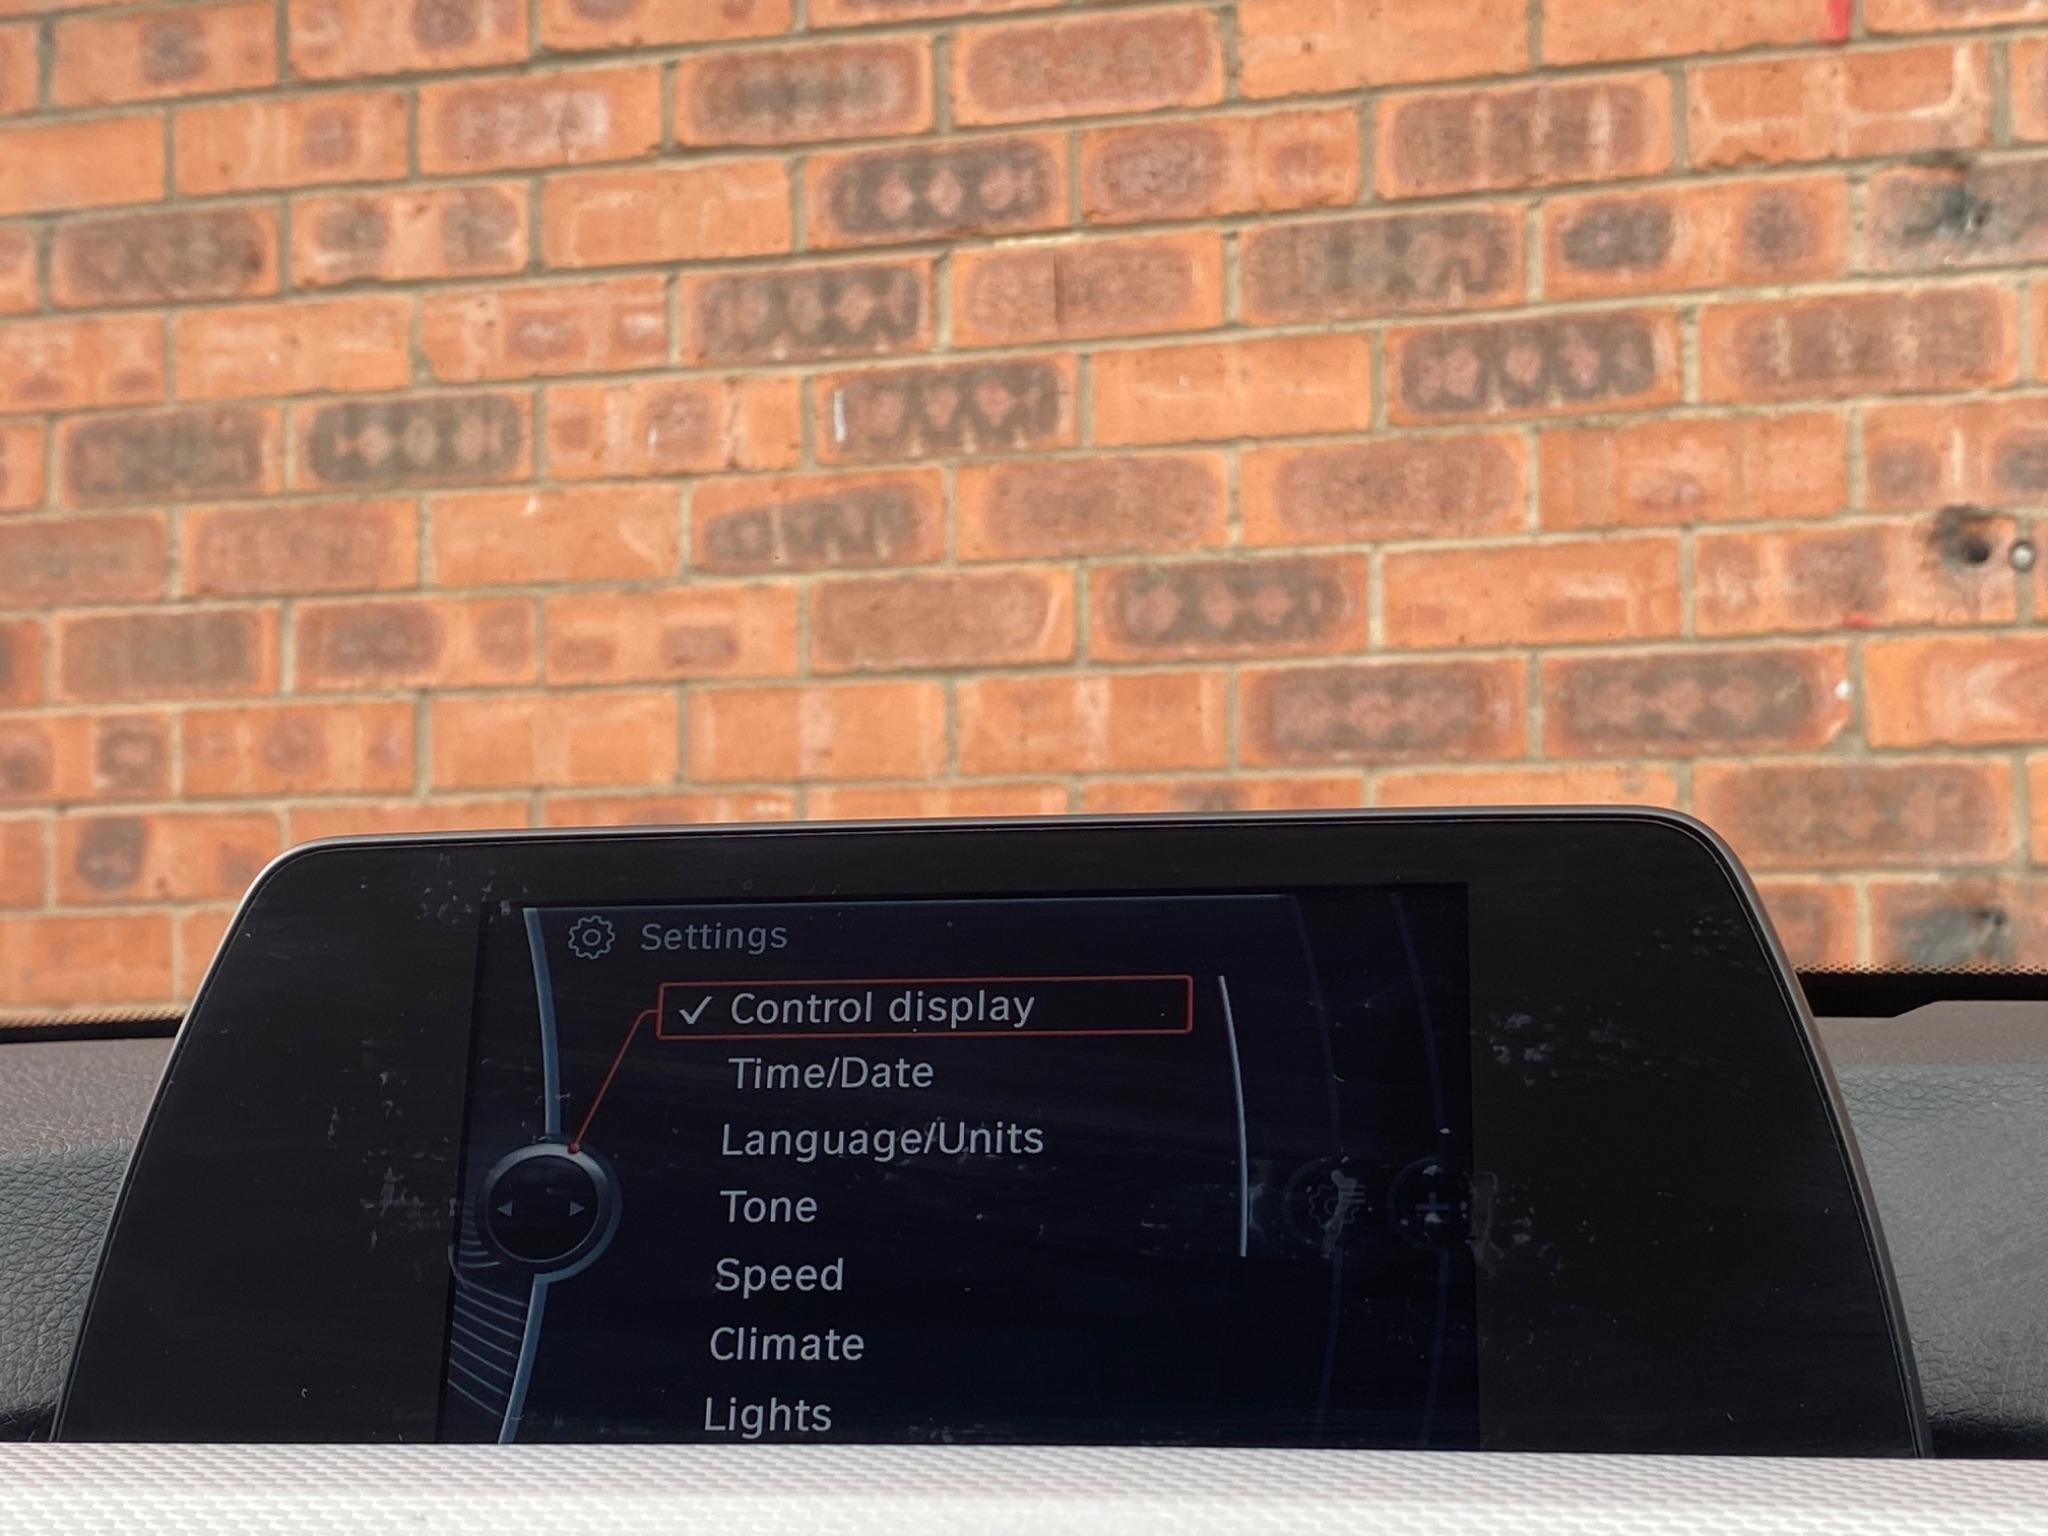 Settings
✓ Control display
Time/Date
Language/Units
Tone
Speed
Climate
Lights